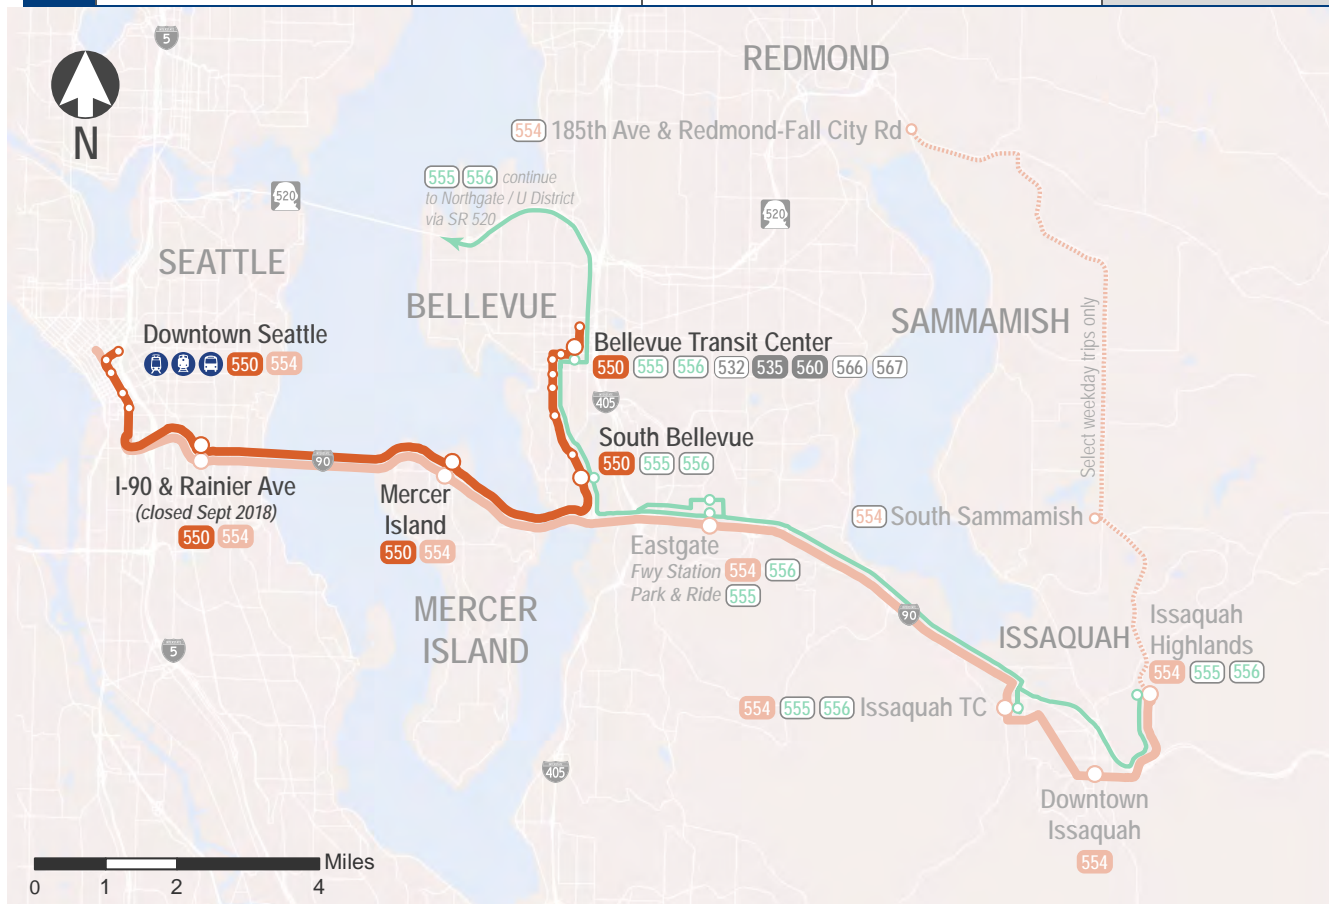 5
REDMOND
N
554 185th Ave & Redmond-Fall City Rd
555 556 continue
to Northgate / U District
via SR 520
520
520
SEATTLE
BELLEVUE
SAMMAMISH
Select weekday trips only
Downtown Seattle
550 554
Bellevue Transit Center
550 555 556 532 535 560 566 567
405
South Bellevue
550 555 556
90
I-90 & Rainier Ave
(closed Sept 2018)
550 554
Mercer
Island
550 554
554 South Sammamish
Eastgate
Fwy Station 554 556
Park & Ride 555
MERCER
ISLAND
90
ISSAQUAH
Issaquah
Highlands
554 555 556
5
554 555 556 Issaquah TC
405
Downtown
Issaquah
554
Miles
0 1 2 4